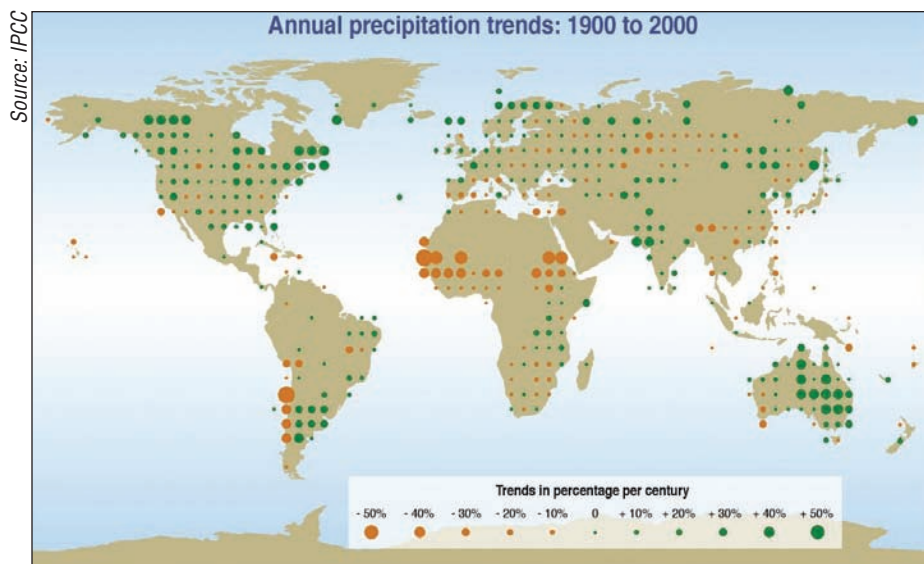 Source: IPCC
Annual precipitation trends: 1900 to 2000
Trends in percentage per century
- 50% - 40% - 30% - 20% - 10% 0 + 10% + 20% + 30% + 40% + 50%